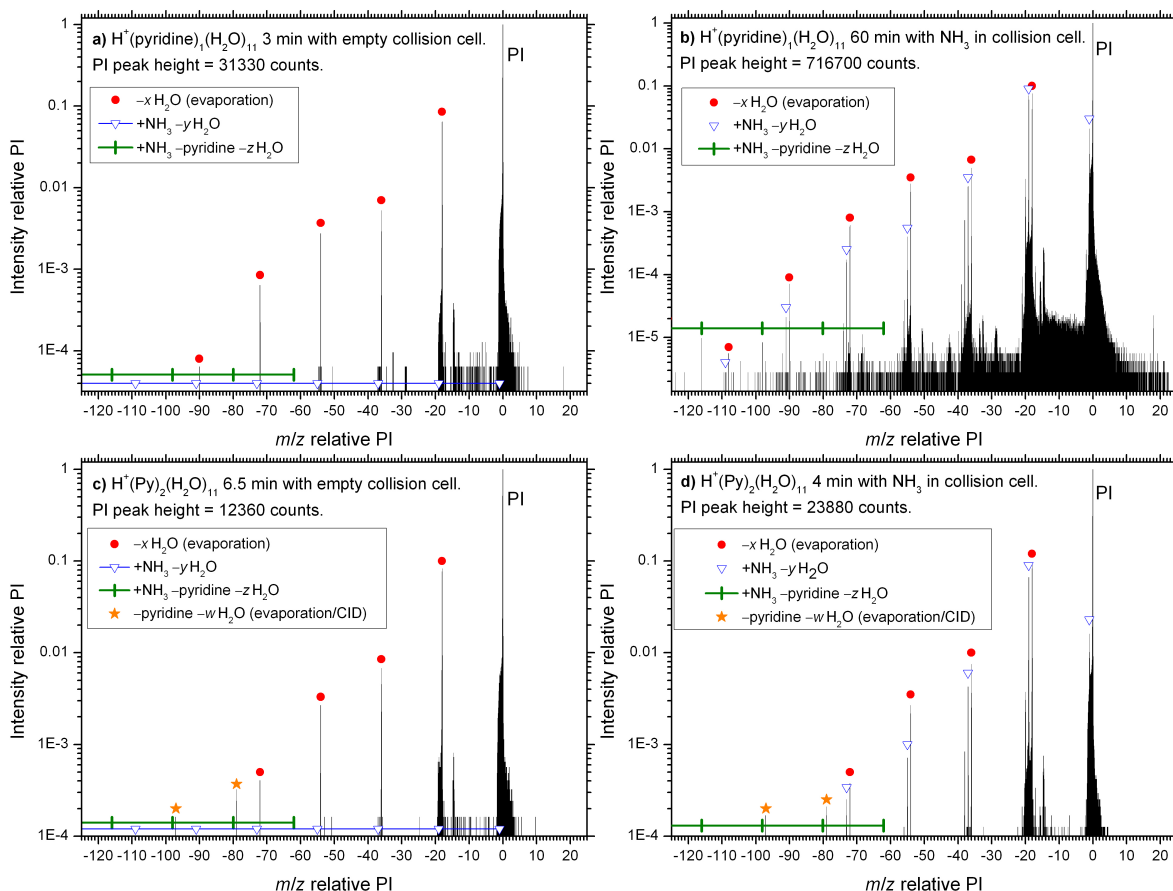 a) H⁺(pyridine)₁(H₂O)₁₁ 3 min with empty collision cell.
PI peak height = 31330 counts.
PI
–x H₂O (evaporation)
+NH₃ –y H₂O
+NH₃ –pyridine –z H₂O
Intensity relative PI
1
0.1
0.01
1E-3
1E-4
-120 -110 -100 -90 -80 -70 -60 -50 -40 -30 -20 -10 0 10 20
m/z relative PI
b) H⁺(pyridine)₁(H₂O)₁₁ 60 min with NH₃ in collision cell.
PI peak height = 716700 counts.
PI
–x H₂O (evaporation)
+NH₃ –y H₂O
+NH₃ –pyridine –z H₂O
Intensity relative PI
1
0.1
0.01
1E-3
1E-4
1E-5
-120 -110 -100 -90 -80 -70 -60 -50 -40 -30 -20 -10 0 10 20
m/z relative PI
c) H⁺(Py)₂(H₂O)₁₁ 6.5 min with empty collision cell.
PI peak height = 12360 counts.
PI
–x H₂O (evaporation)
+NH₃ –y H₂O
+NH₃ –pyridine –z H₂O
–pyridine –w H₂O (evaporation/CID)
Intensity relative PI
1
0.1
0.01
1E-3
1E-4
-120 -110 -100 -90 -80 -70 -60 -50 -40 -30 -20 -10 0 10 20
m/z relative PI
d) H⁺(Py)₂(H₂O)₁₁ 4 min with NH₃ in collision cell.
PI peak height = 23880 counts.
PI
–x H₂O (evaporation)
+NH₃ –y H₂O
+NH₃ –pyridine –z H₂O
–pyridine –w H₂O (evaporation/CID)
Intensity relative PI
1
0.1
0.01
1E-3
1E-4
-120 -110 -100 -90 -80 -70 -60 -50 -40 -30 -20 -10 0 10 20
m/z relative PI